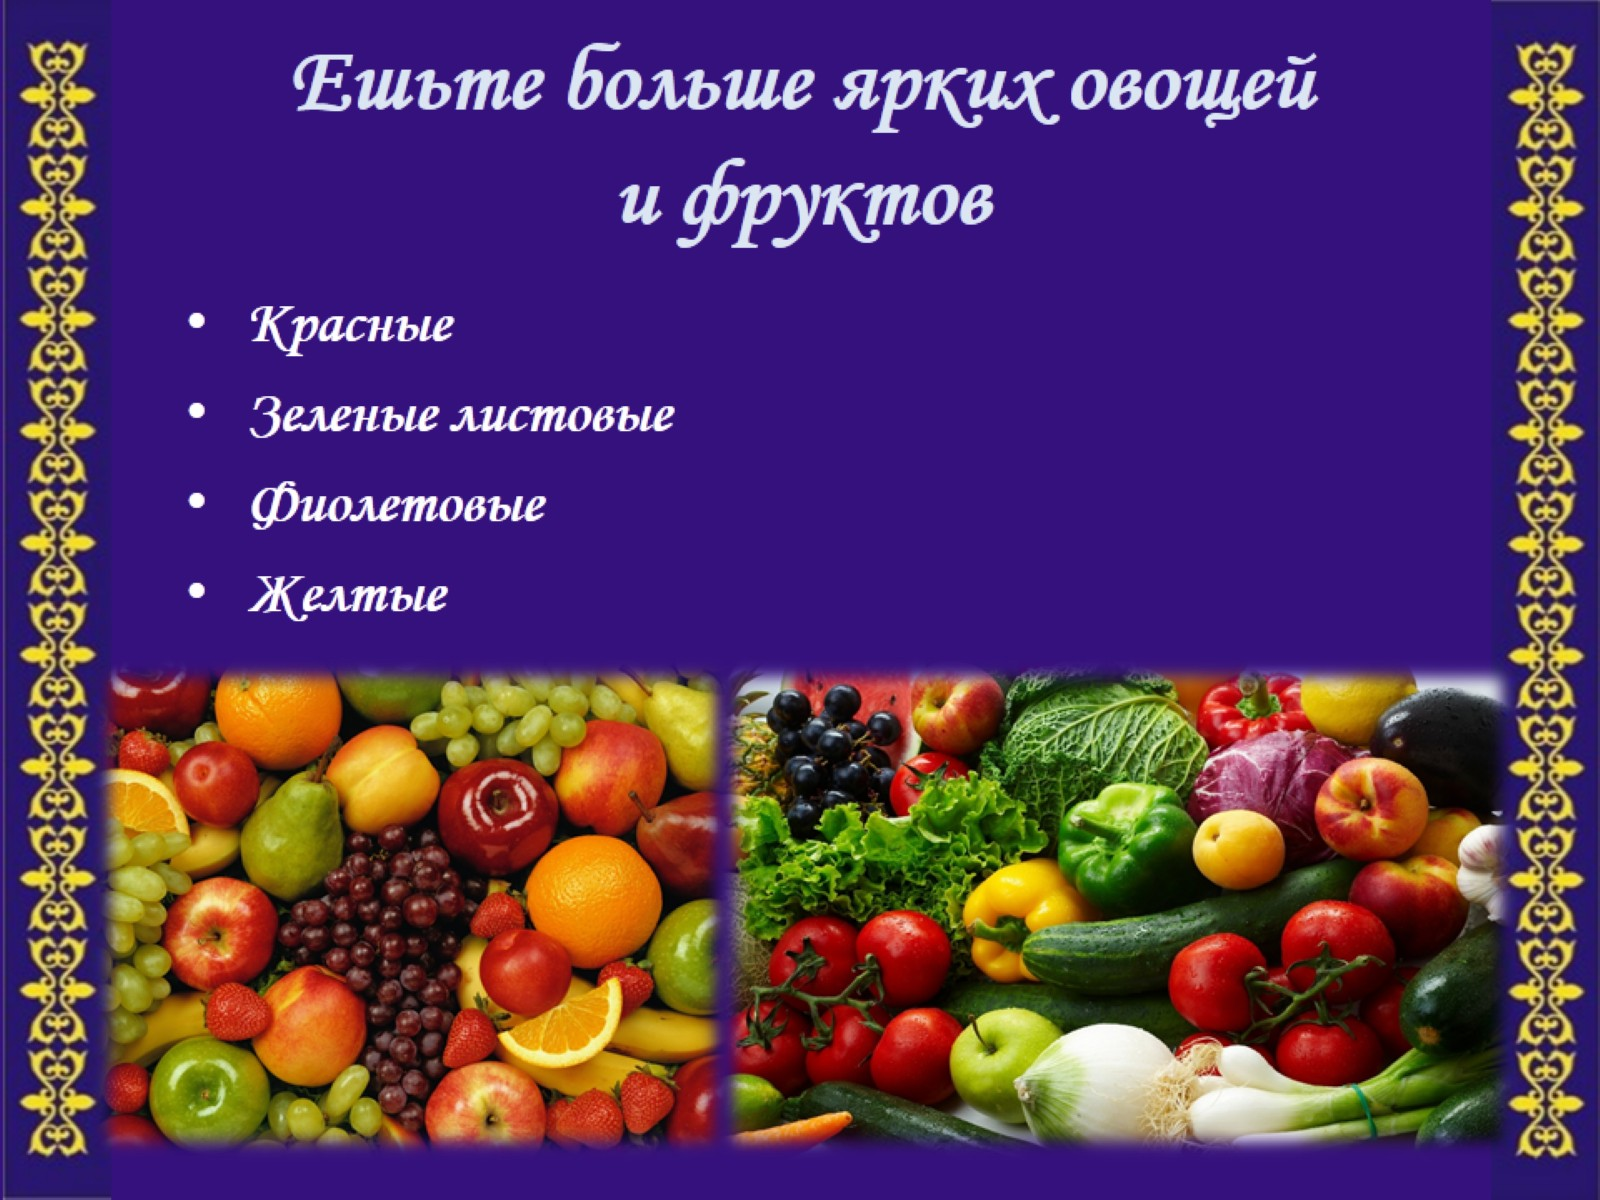 Ешьте больше ярких овощей
и фруктов
• Красные
• Зеленые листовые
• Фиолетовые
• Желтые